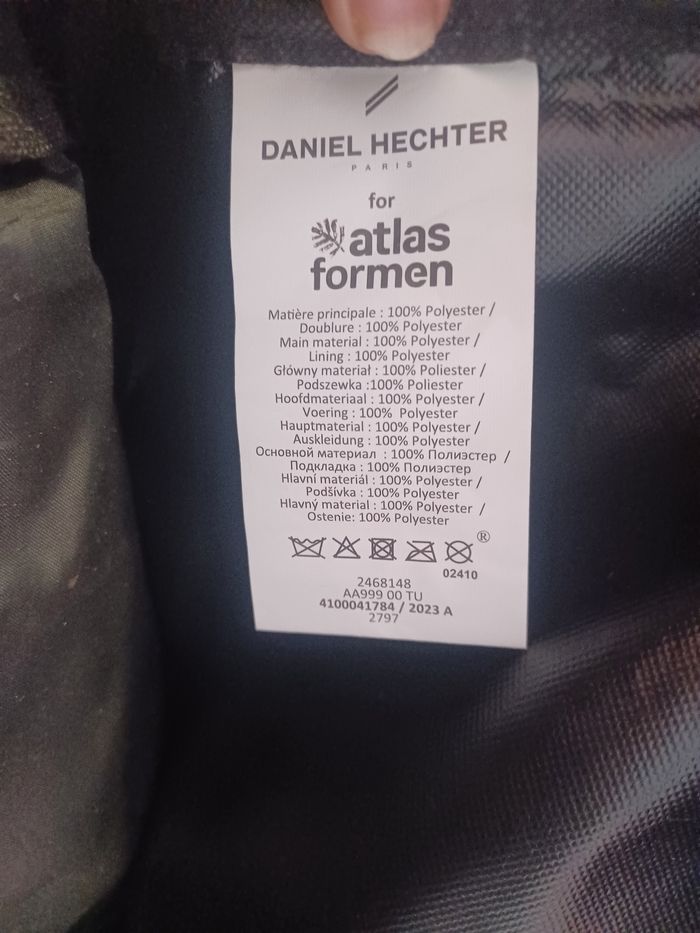 DANIEL HECHTER
PARIS
for
atlas
formen
Matière principale : 100% Polyester /
Doublure : 100% Polyester
Main material : 100% Polyester /
Lining : 100% Polyester
Główny materiał : 100% Poliester /
Podszewka :100% Poliester
Hoofdmateriaal : 100% Polyester /
Voering : 100% Polyester
Hauptmaterial : 100% Polyester /
Auskleidung : 100% Polyester
Основной материал : 100% Полиэстер /
Подкладка : 100% Полиэстер
Hlavní materiál : 100% Polyester /
Podšívka : 100% Polyester
Hlavný material : 100% Polyester /
Ostenie: 100% Polyester
®
02410
2468148
AA999 00 TU
4100041784 / 2023 A
2797